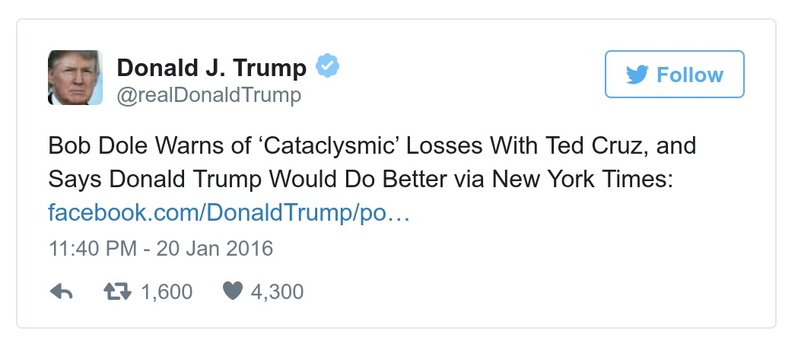 Donald J. Trump
@realDonaldTrump
Follow
Bob Dole Warns of ‘Cataclysmic’ Losses With Ted Cruz, and
Says Donald Trump Would Do Better via New York Times:
facebook.com/DonaldTrump/po…
11:40 PM - 20 Jan 2016
1,600 4,300